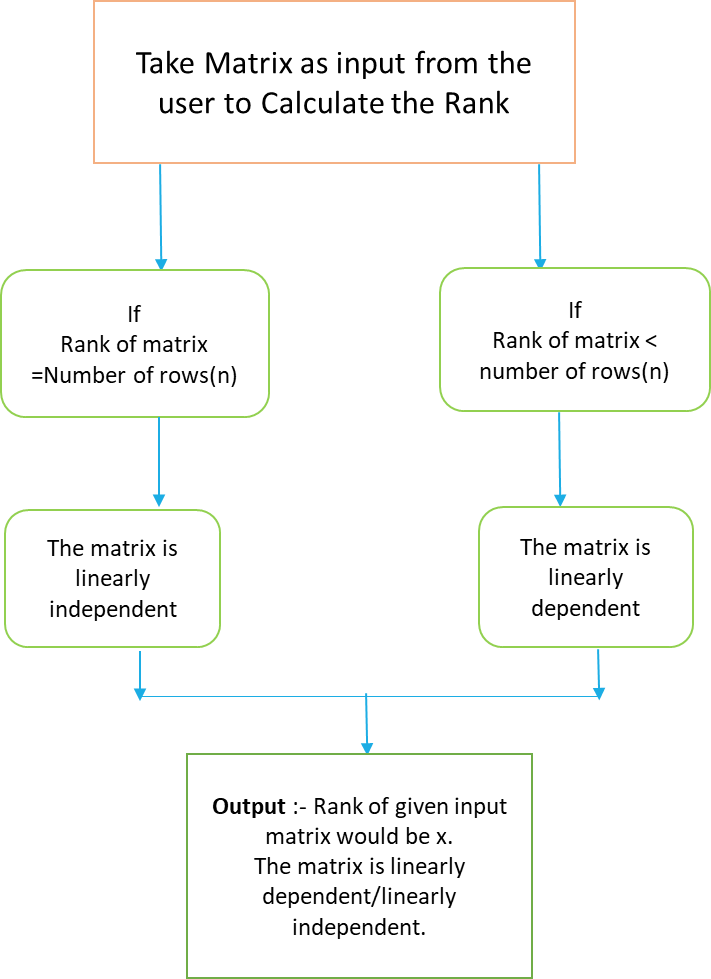 Take Matrix as input from the
user to Calculate the Rank
If
Rank of matrix
=Number of rows(n)
If
Rank of matrix <
number of rows(n)
The matrix is
linearly
independent
The matrix is
linearly
dependent
Output :- Rank of given input
matrix would be x.
The matrix is linearly
dependent/linearly
independent.